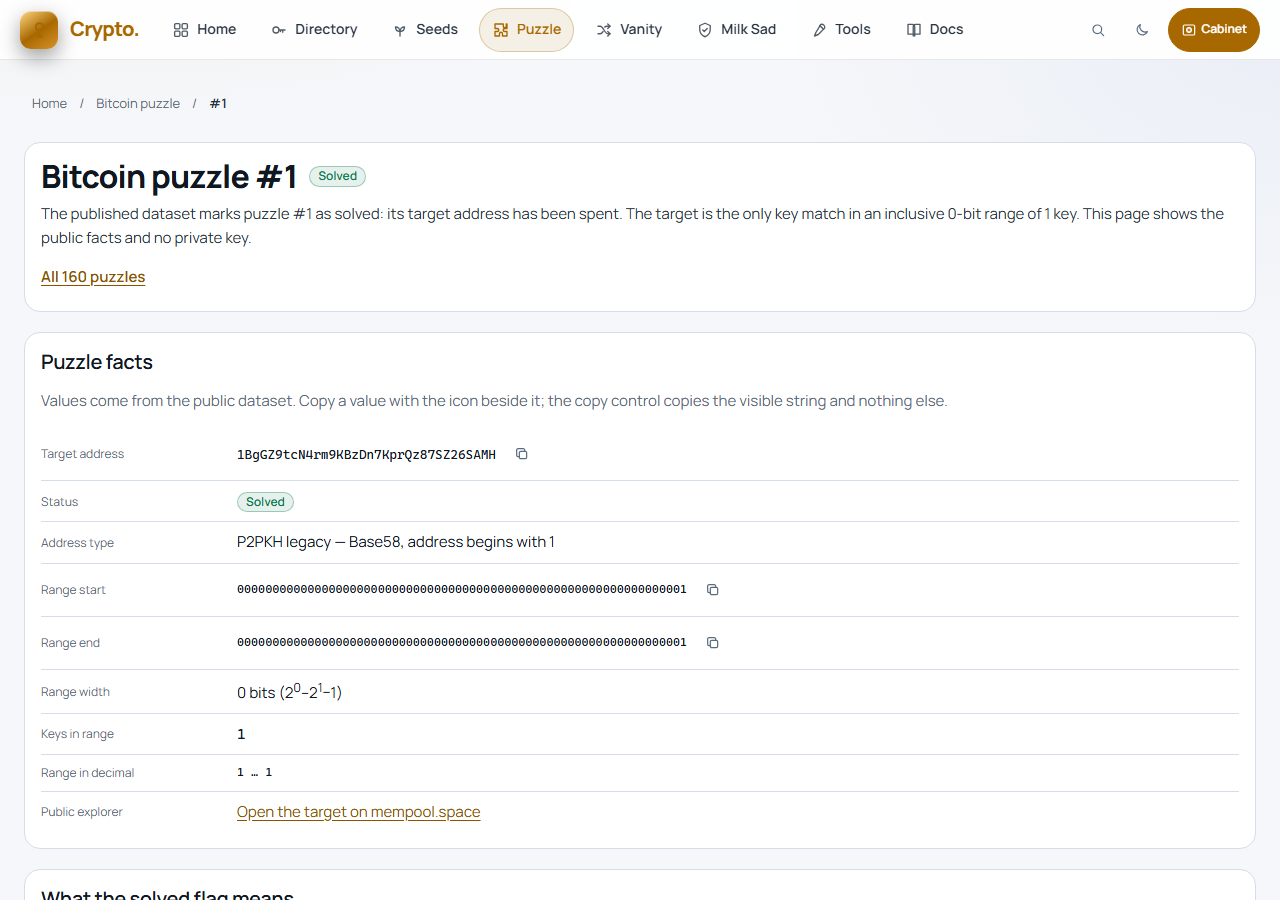 Crypto.
Home
Directory
Seeds
Puzzle
Vanity
Milk Sad
Tools
Docs
Cabinet
Home / Bitcoin puzzle / #1
Bitcoin puzzle #1 Solved
The published dataset marks puzzle #1 as solved: its target address has been spent. The target is the only key match in an inclusive 0-bit range of 1 key. This page shows the
public facts and no private key.
All 160 puzzles
Puzzle facts
Values come from the public dataset. Copy a value with the icon beside it; the copy control copies the visible string and nothing else.
Target address 1BgGZ9tcN4rm9KBzDn7KprQz87SZ26SAMH
Status Solved
Address type P2PKH legacy — Base58, address begins with 1
Range start 0000000000000000000000000000000000000000000000000000000000000001
Range end 0000000000000000000000000000000000000000000000000000000000000001
Range width 0 bits (2⁰–2¹−1)
Keys in range 1
Range in decimal 1 … 1
Public explorer Open the target on mempool.space
What the solved flag means